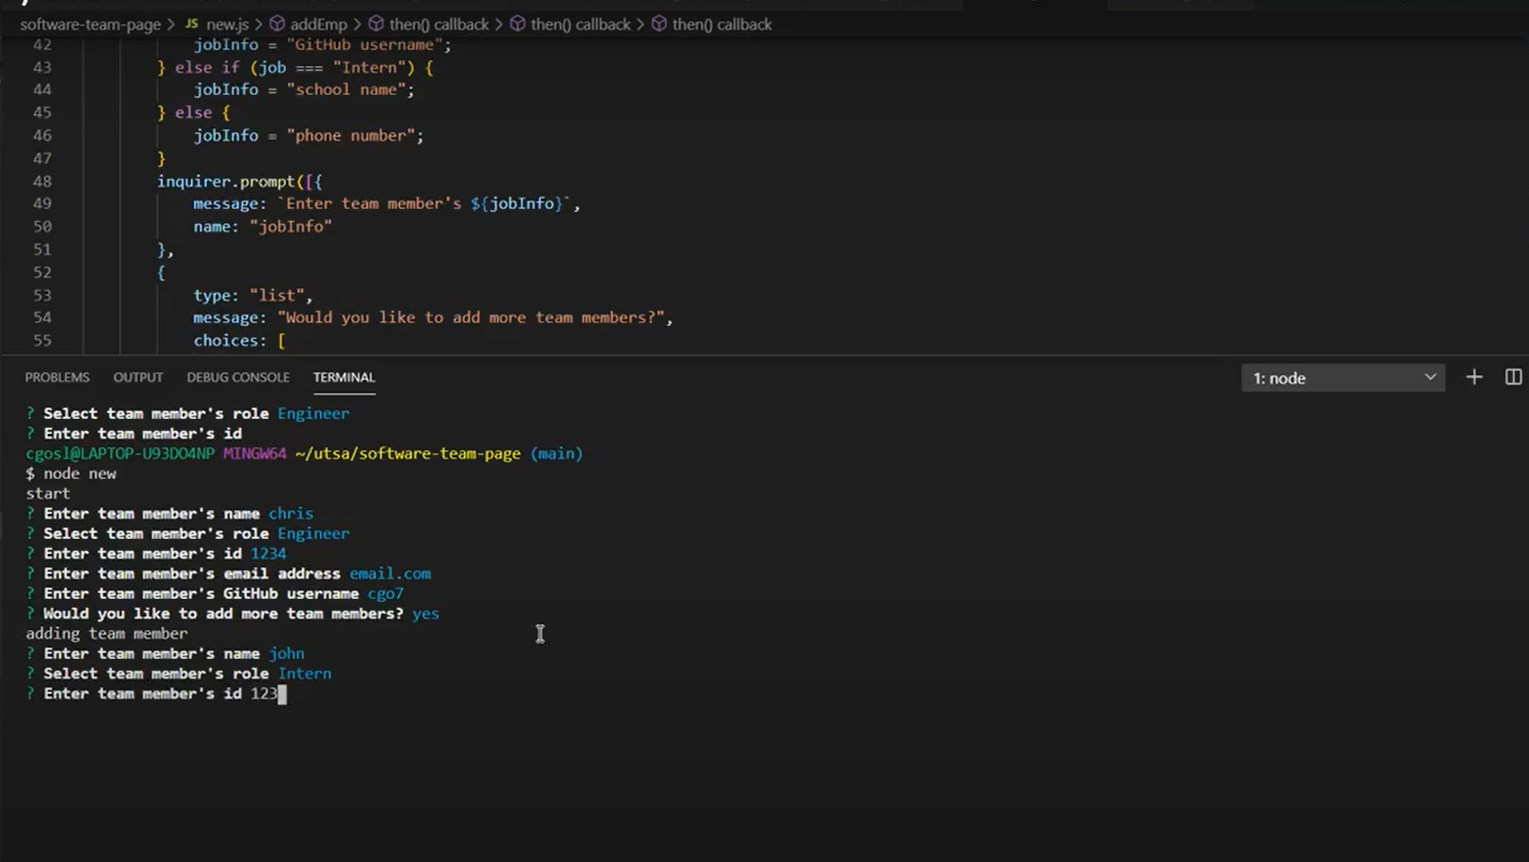 software-team-page > JS new.js > addEmp > then() callback > then() callback > then() callback
42 jobInfo = "GitHub username";
43 } else if (job === "Intern") {
44 jobInfo = "school name";
45 } else {
46 jobInfo = "phone number";
47 }
48 inquirer.prompt([{
49 message: `Enter team member's ${jobInfo}`,
50 name: "jobInfo"
51 },
52 {
53 type: "list",
54 message: "Would you like to add more team members?",
55 choices: [
PROBLEMS OUTPUT DEBUG CONSOLE TERMINAL 1: node
? Select team member's role Engineer
? Enter team member's id
cgosl@LAPTOP-U93DO4NP MINGW64 ~/utsa/software-team-page (main)
$ node new
start
? Enter team member's name chris
? Select team member's role Engineer
? Enter team member's id 1234
? Enter team member's email address email.com
? Enter team member's GitHub username cgo7
? Would you like to add more team members? yes
adding team member
? Enter team member's name john
? Select team member's role Intern
? Enter team member's id 123